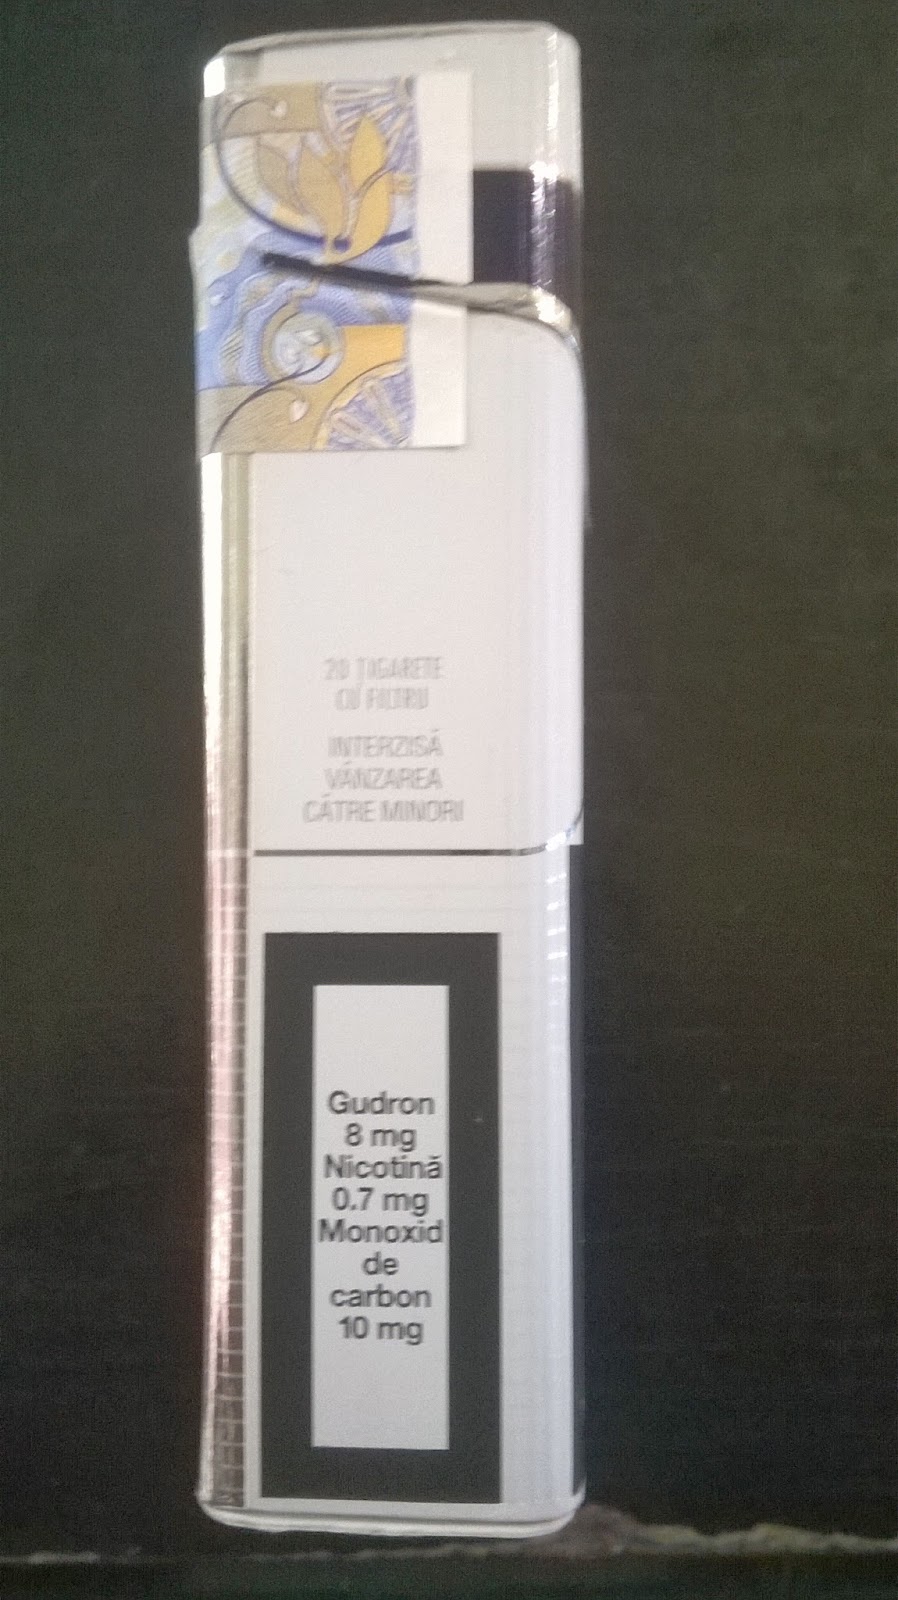 20 ȚIGARETE
CU FILTRU
INTERZISĂ
VÂNZAREA
CĂTRE MINORI
Gudron
8 mg
Nicotină
0.7 mg
Monoxid
de
carbon
10 mg